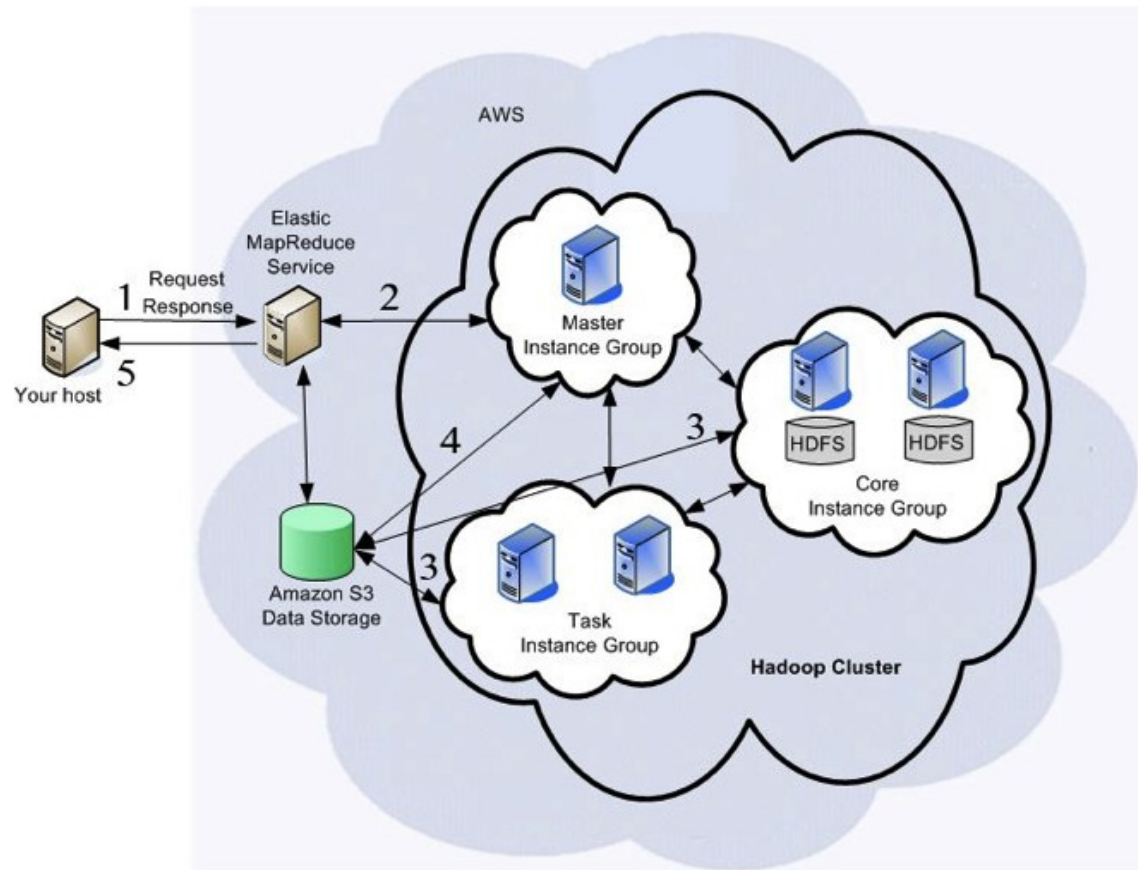 AWS
Elastic
MapReduce
Service
1
Request
Response
2
5
Your host
Master
Instance Group
4
3
HDFS
HDFS
Core
Instance Group
3
Amazon S3
Data Storage
Task
Instance Group
Hadoop Cluster